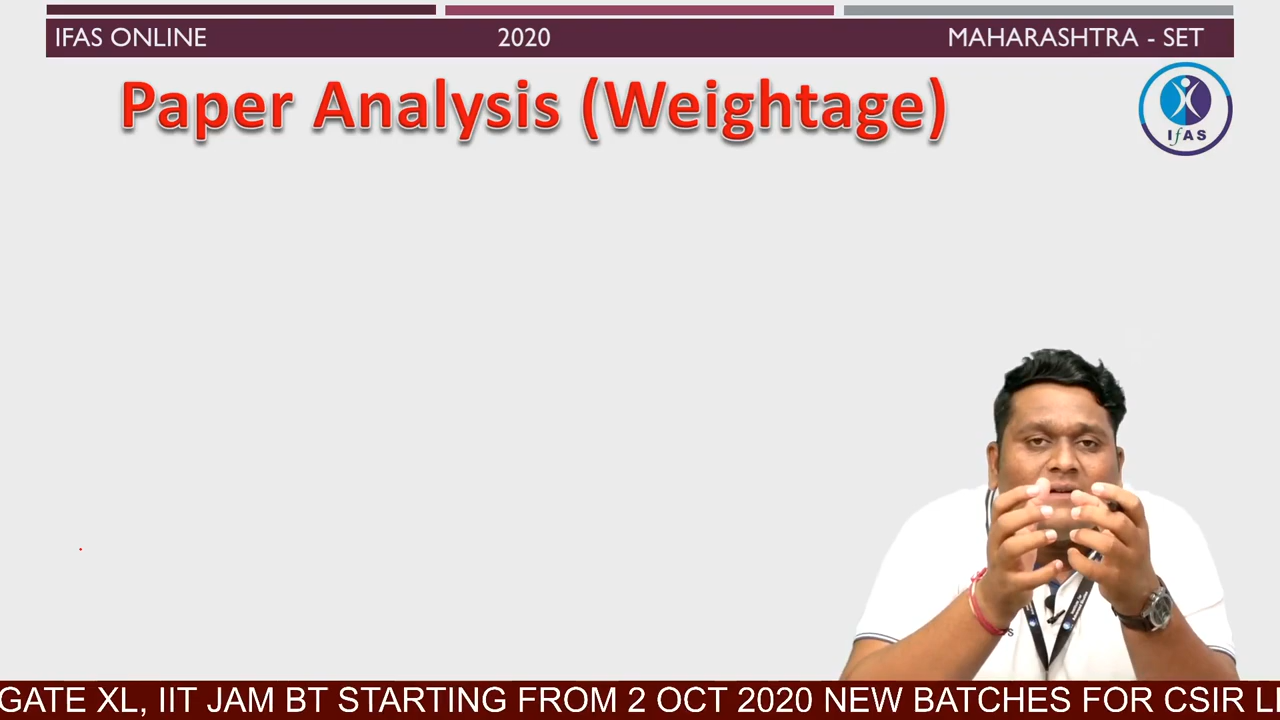 IFAS ONLINE 2020 MAHARASHTRA - SET
Paper Analysis (Weightage)
IfAS
GATE XL, IIT JAM BT STARTING FROM 2 OCT 2020 NEW BATCHES FOR CSIR